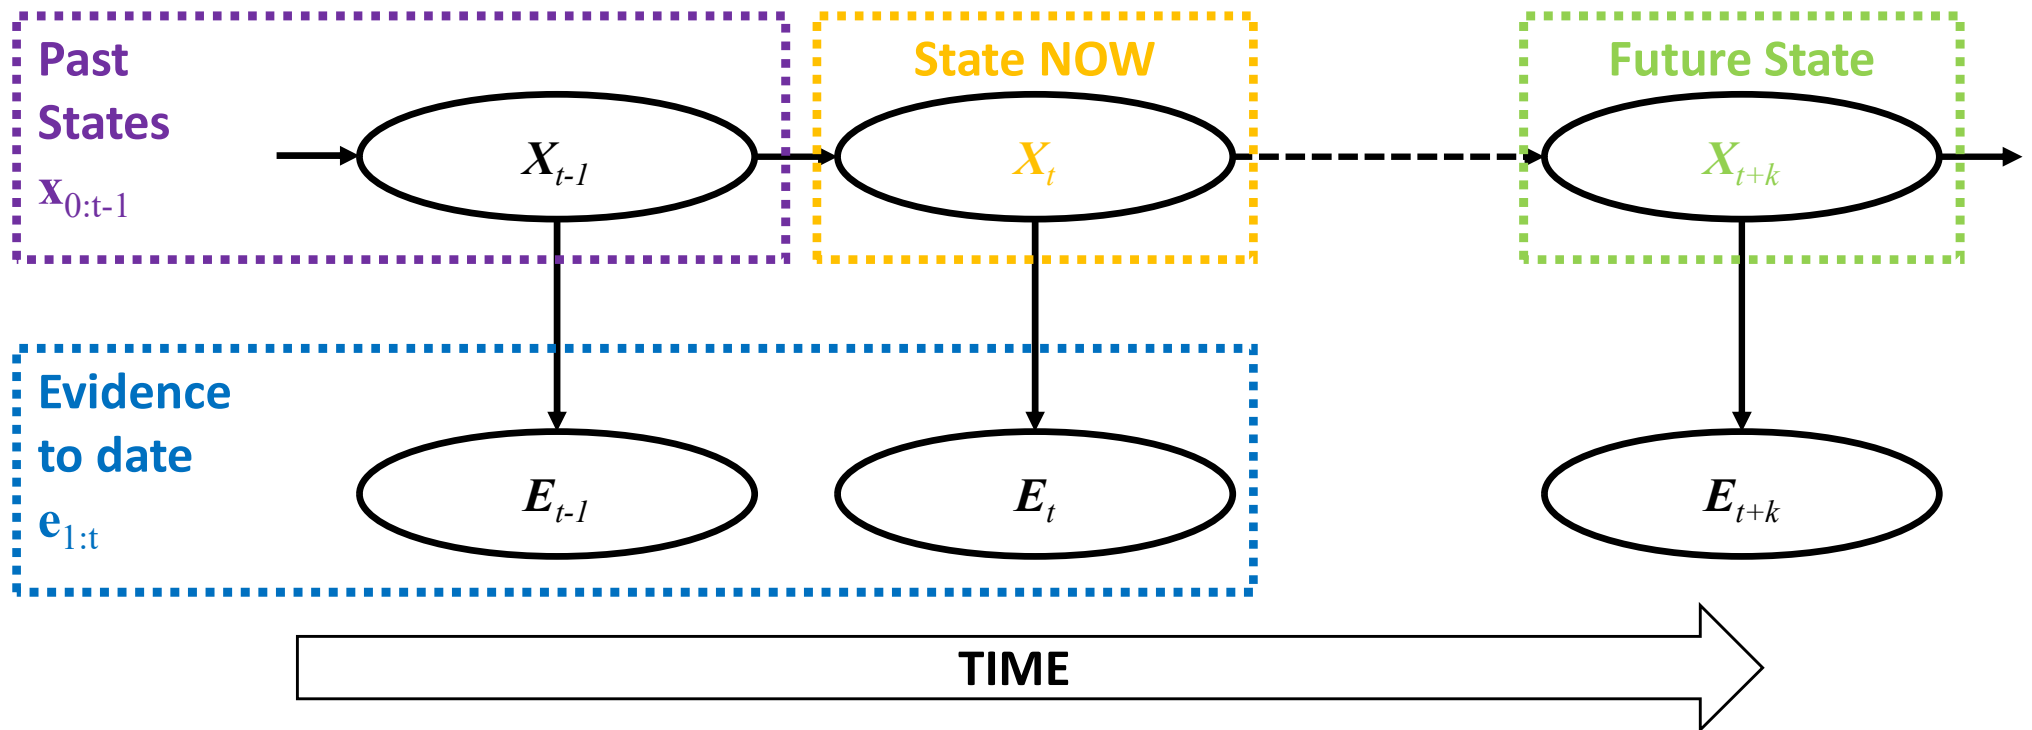 Past
States
x0:t-1
State NOW
Future State
Xt-1
Xt
Xt+k
Evidence
to date
e1:t
Et-1
Et
Et+k
TIME